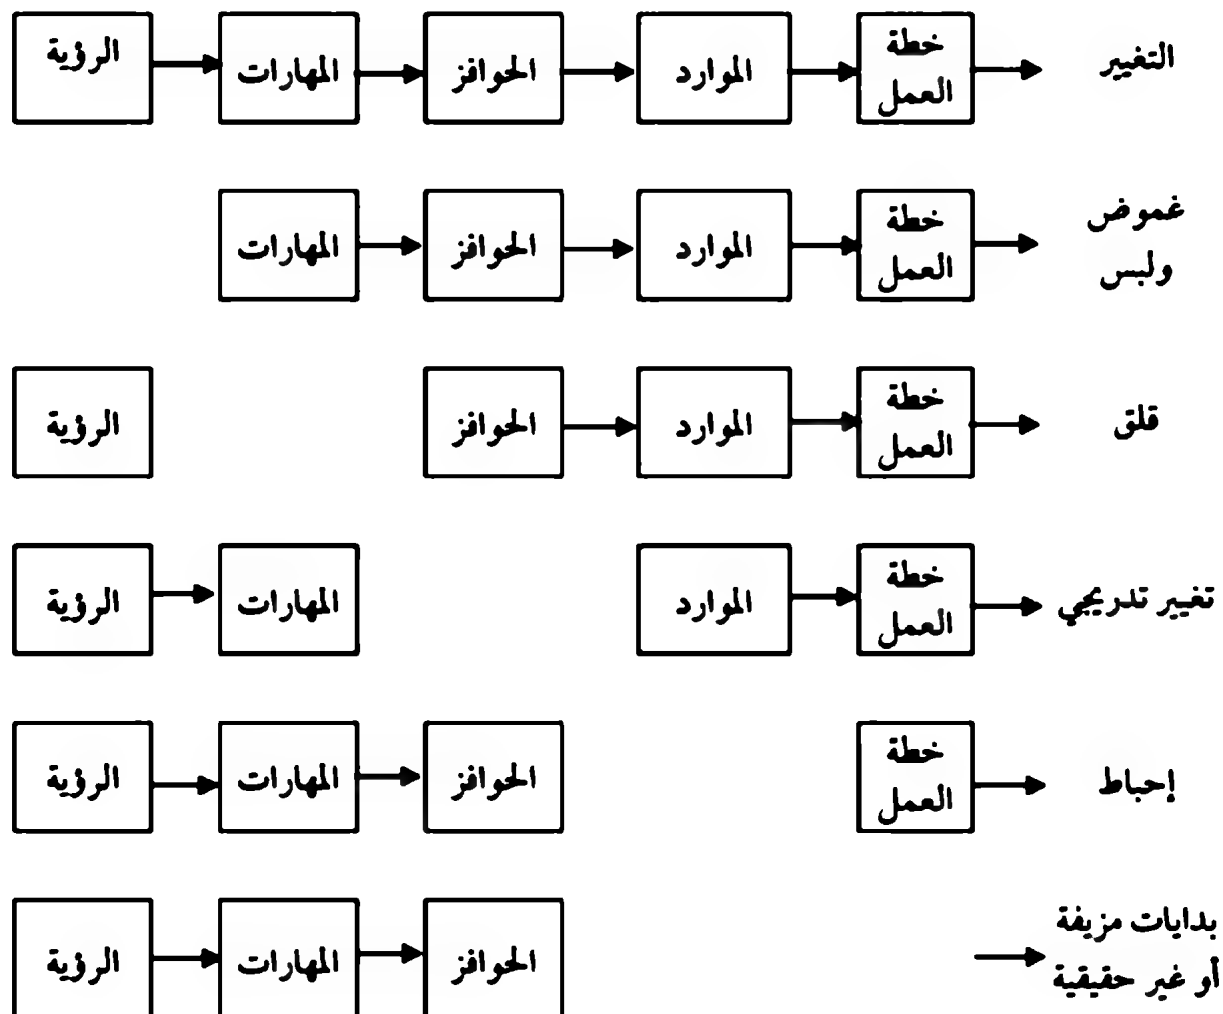 الرؤية
المهارات
الحوافز
الموارد
خطة
العمل
التغيير
المهارات
الحوافز
الموارد
خطة
العمل
غموض
ولبس
الرؤية
الحوافز
الموارد
خطة
العمل
قلق
الرؤية
المهارات
الموارد
خطة
العمل
تغيير تدريجي
الرؤية
المهارات
الحوافز
خطة
العمل
إحباط
الرؤية
المهارات
الحوافز
بدايات مزيفة
أو غير حقيقية